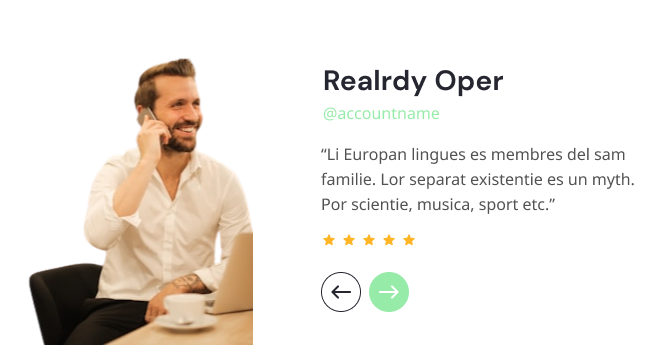 Realrdy Oper
@accountname
“Li Europan lingues es membres del sam
familie. Lor separat existentie es un myth.
Por scientie, musica, sport etc.”